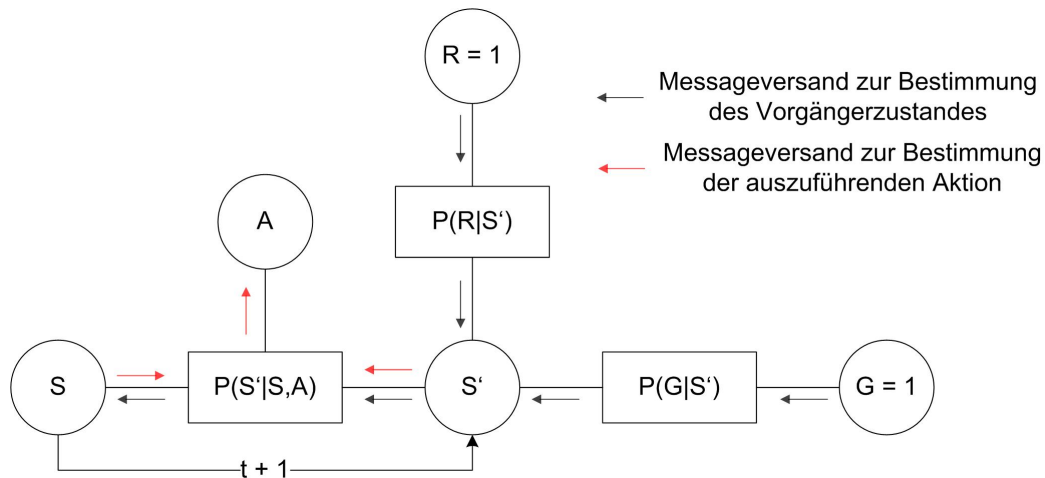 R = 1
Messageversand zur Bestimmung
des Vorgängerzustandes
Messageversand zur Bestimmung
der auszuführenden Aktion
A
P(R|S‘)
S
P(S‘|S,A)
S‘
P(G|S‘)
G = 1
t + 1